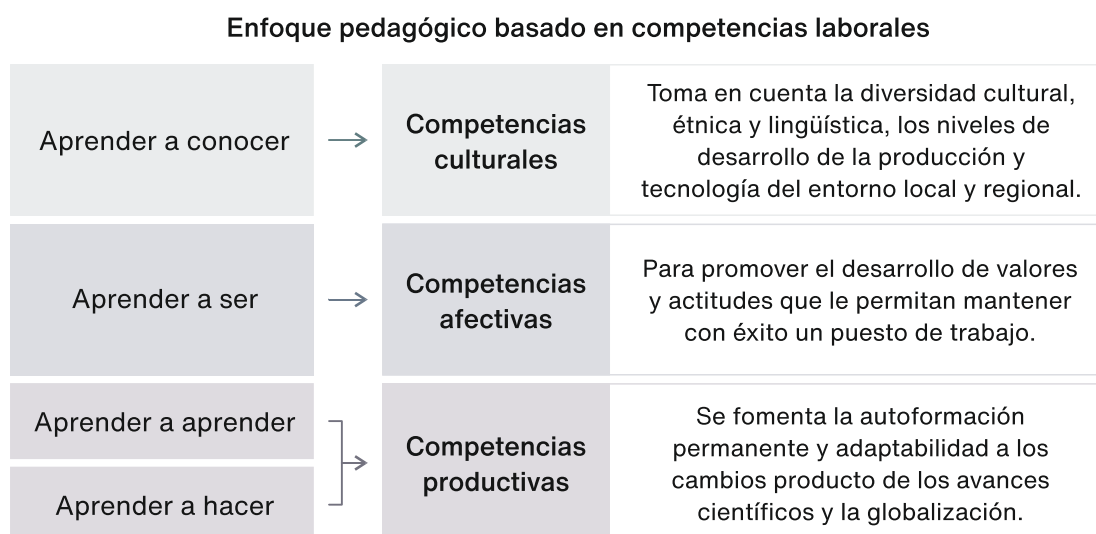 Enfoque pedagógico basado en competencias laborales
Aprender a conocer
Competencias
culturales
Toma en cuenta la diversidad cultural,
étnica y lingüística, los niveles de
desarrollo de la producción y
tecnología del entorno local y regional.
Aprender a ser
Competencias
afectivas
Para promover el desarrollo de valores
y actitudes que le permitan mantener
con éxito un puesto de trabajo.
Aprender a aprender
Aprender a hacer
Competencias
productivas
Se fomenta la autoformación
permanente y adaptabilidad a los
cambios producto de los avances
científicos y la globalización.